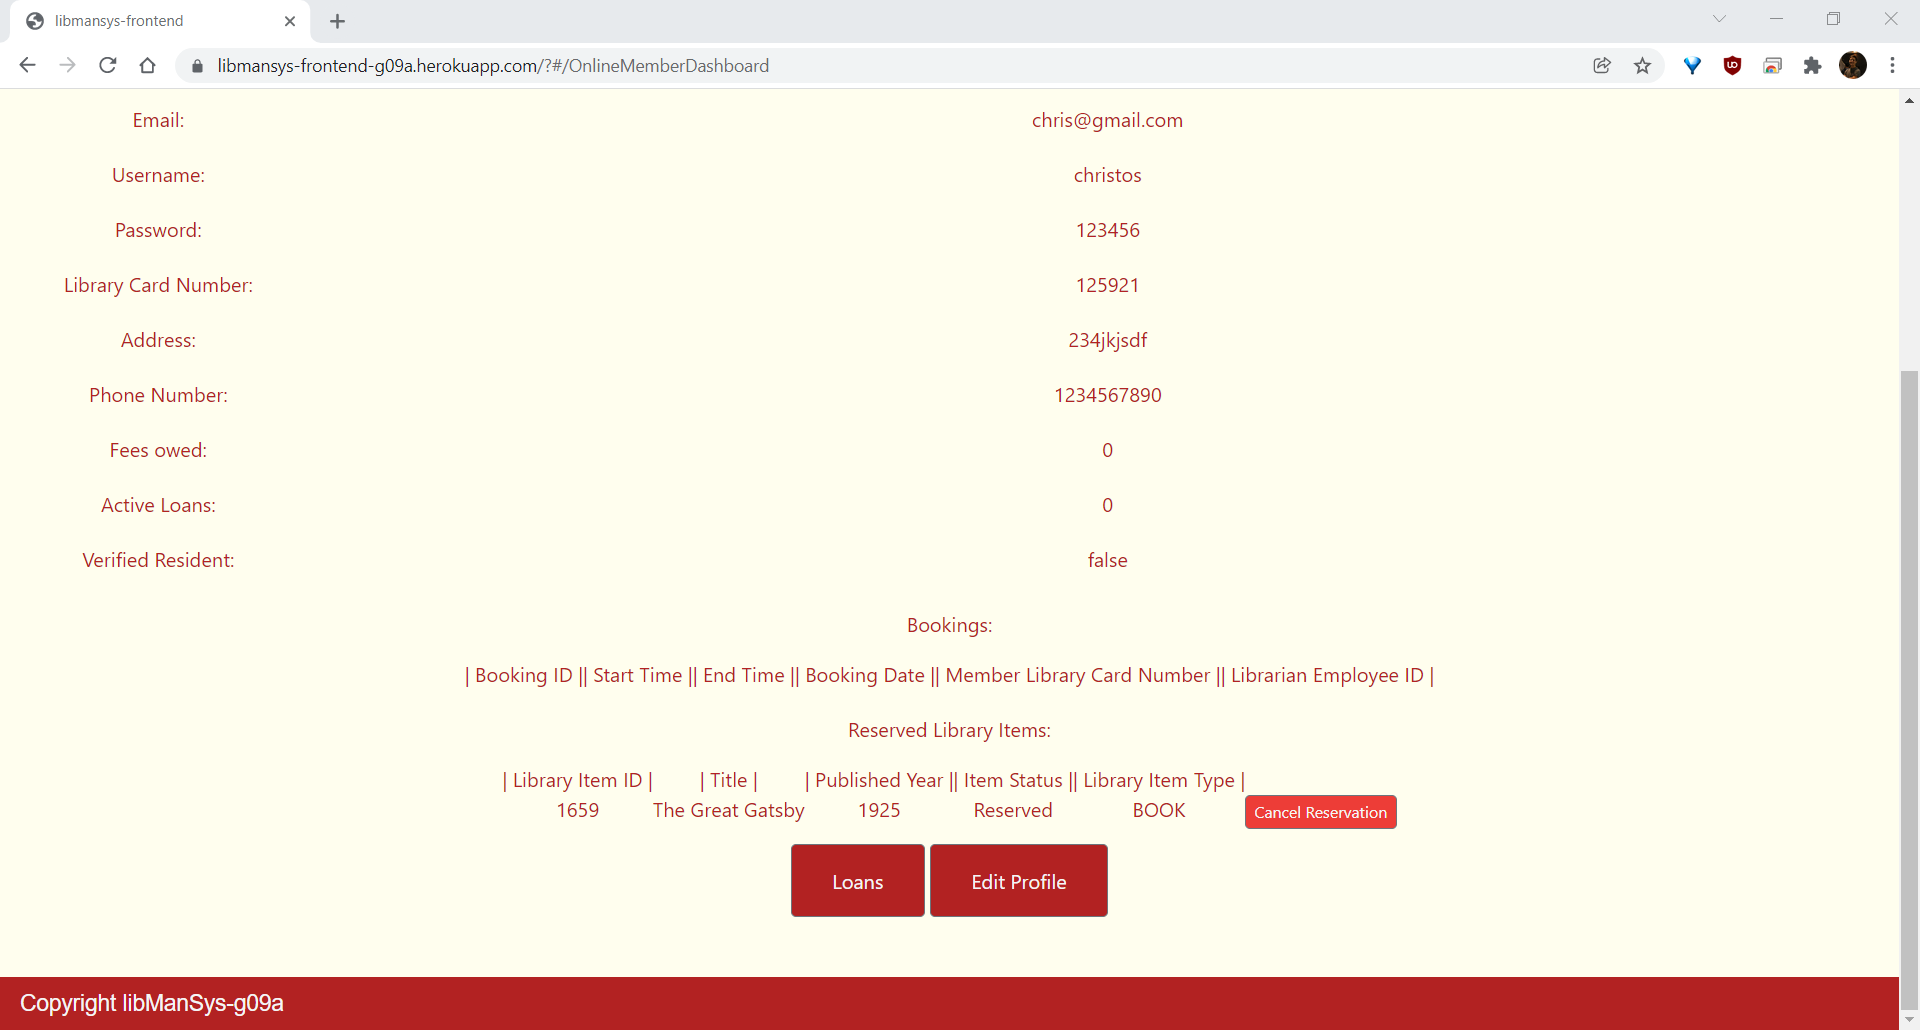 libmansys-frontend
libmansys-frontend-g09a.herokuapp.com/?#/OnlineMemberDashboard
Email: chris@gmail.com
Username: christos
Password: 123456
Library Card Number: 125921
Address: 234jkjsdf
Phone Number: 1234567890
Fees owed: 0
Active Loans: 0
Verified Resident: false
Bookings:
| Booking ID || Start Time || End Time || Booking Date || Member Library Card Number || Librarian Employee ID |
Reserved Library Items:
| Library Item ID | | Title | | Published Year || Item Status || Library Item Type |
1659 The Great Gatsby 1925 Reserved BOOK Cancel Reservation
Loans Edit Profile
Copyright libManSys-g09a